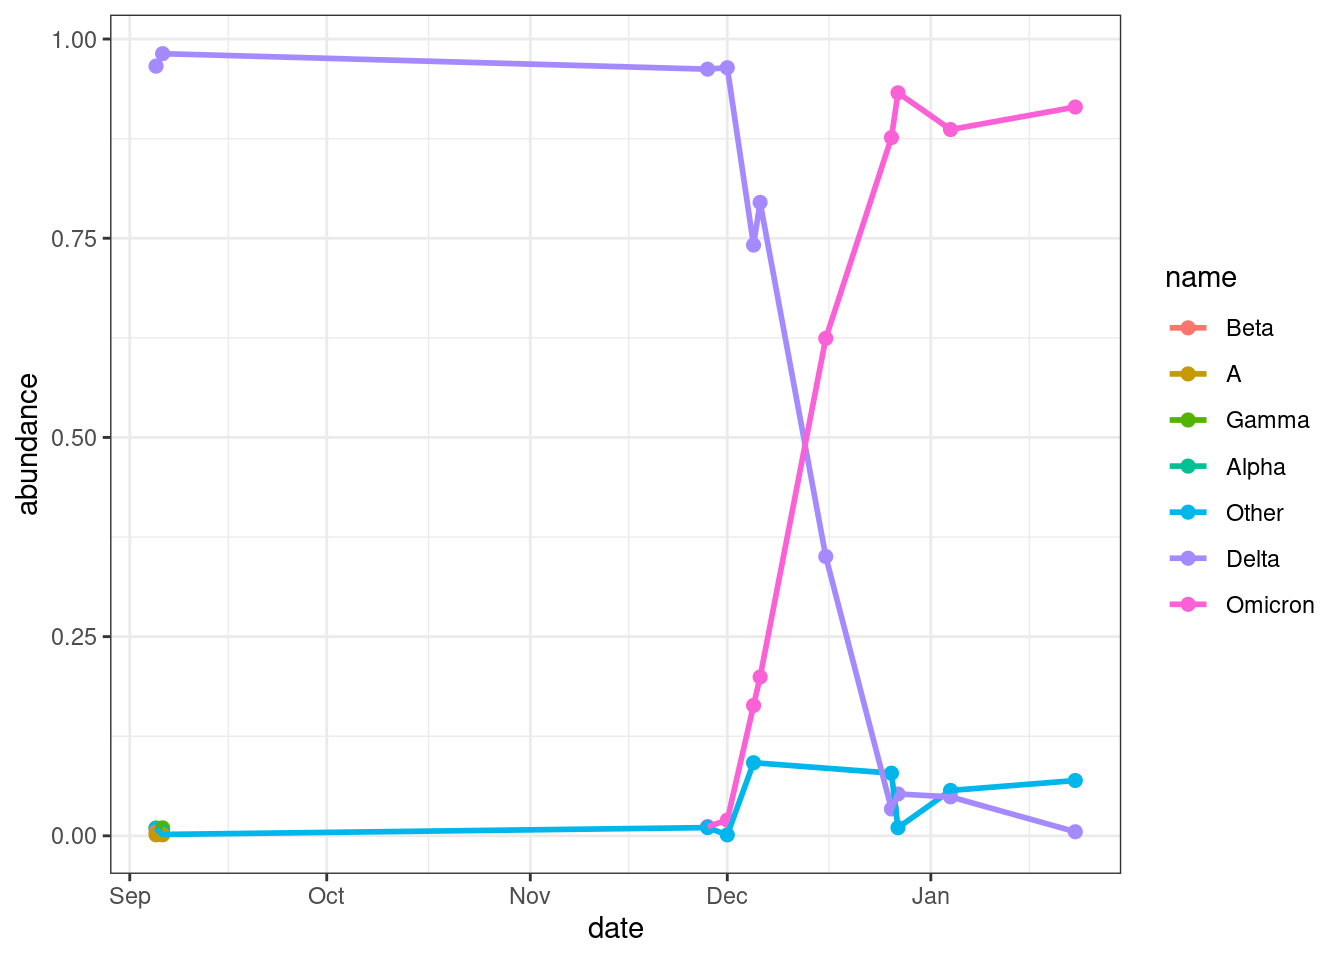 1.00
0.75
0.50
0.25
0.00
abundance
Sep
Oct
Nov
Dec
Jan
date
name
Beta
A
Gamma
Alpha
Other
Delta
Omicron